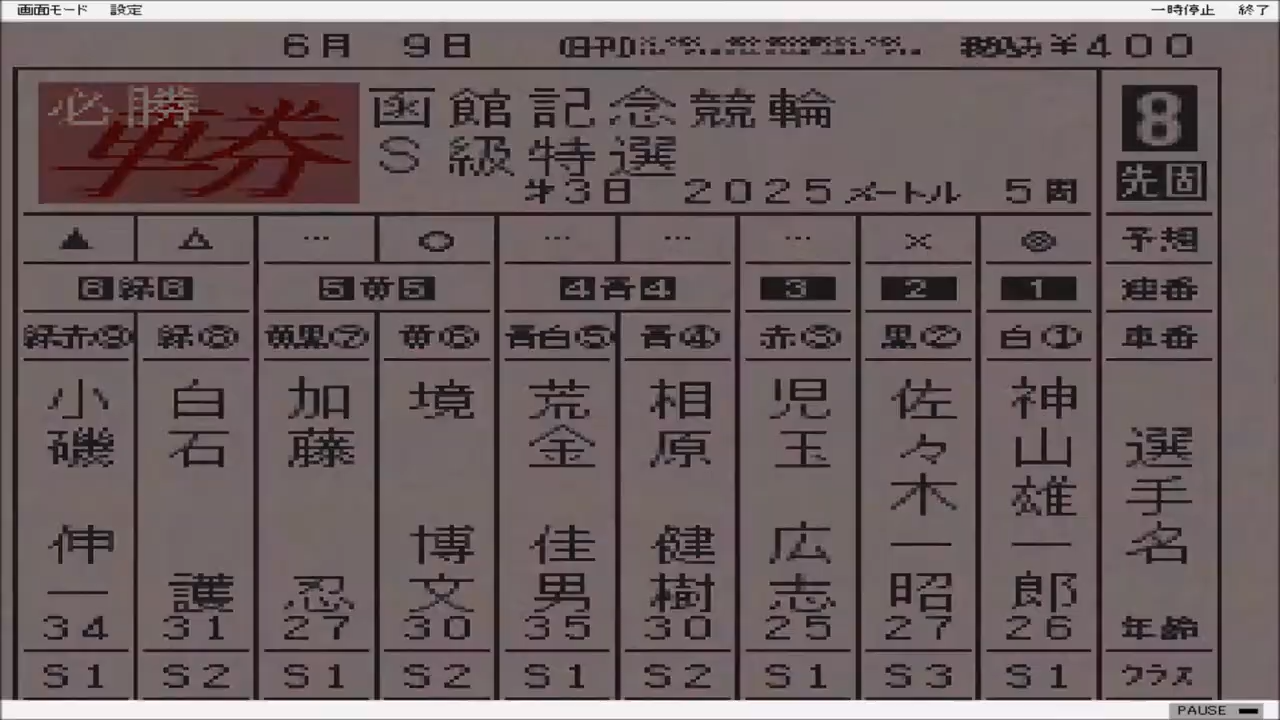 画面モード 設定 一時停止 終了
6月 9日 ¥400
必勝車券
函館記念競輪
S級特選
オ3日 2025メートル 5周
8
先固
▲ △ … ○ … … … × ◎ 予想
6緑6 5黄5 4青4 3 2 1 連番
緑赤⑨ 緑⑧ 黄黒⑦ 黄⑥ 青白⑤ 青④ 赤③ 黒② 白① 車番
選手名
神山雄一郎
佐々木一昭
児玉広志
相原健樹
荒金佳男
境博文
加藤忍
白石護
小磯伸一
34 31 27 30 35 30 25 27 26 年齢
S1 S2 S1 S2 S1 S2 S1 S3 S1 クラス
PAUSE